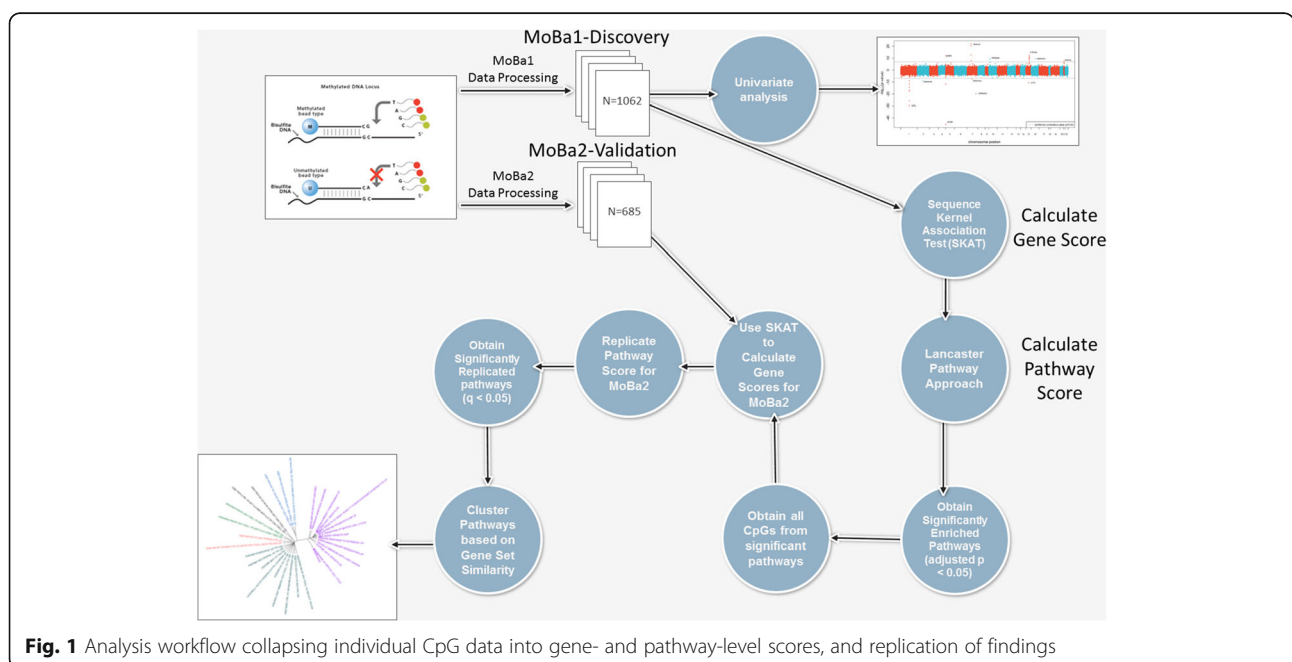 MoBa1-Discovery
MoBa1
Data Processing
N=1062
Univariate
analysis
Methylated DNA Locus
Methylated
bead type
M
Bisulfite
DNA
C G
G C
T
A
G
C
5'
Unmethylated
bead type
U
Bisulfite
DNA
C A
G C
T
A
G
C
5'
MoBa2-Validation
MoBa2
Data Processing
N=685
chromosomal position
Sequence
Kernel
Association
Test (SKAT)
Calculate
Gene Score
Lancaster
Pathway
Approach
Calculate
Pathway
Score
Use SKAT
to
Calculate
Gene
Scores for
MoBa2
Replicate
Pathway
Score for
MoBa2
Obtain
Significantly
Replicated
pathways
(q < 0.05)
Cluster
Pathways
based on
Gene Set
Similarity
Obtain all
CpGs from
significant
pathways
Obtain
Significantly
Enriched
Pathways
(adjusted p
< 0.05)
Fig. 1 Analysis workflow collapsing individual CpG data into gene- and pathway-level scores, and replication of findings